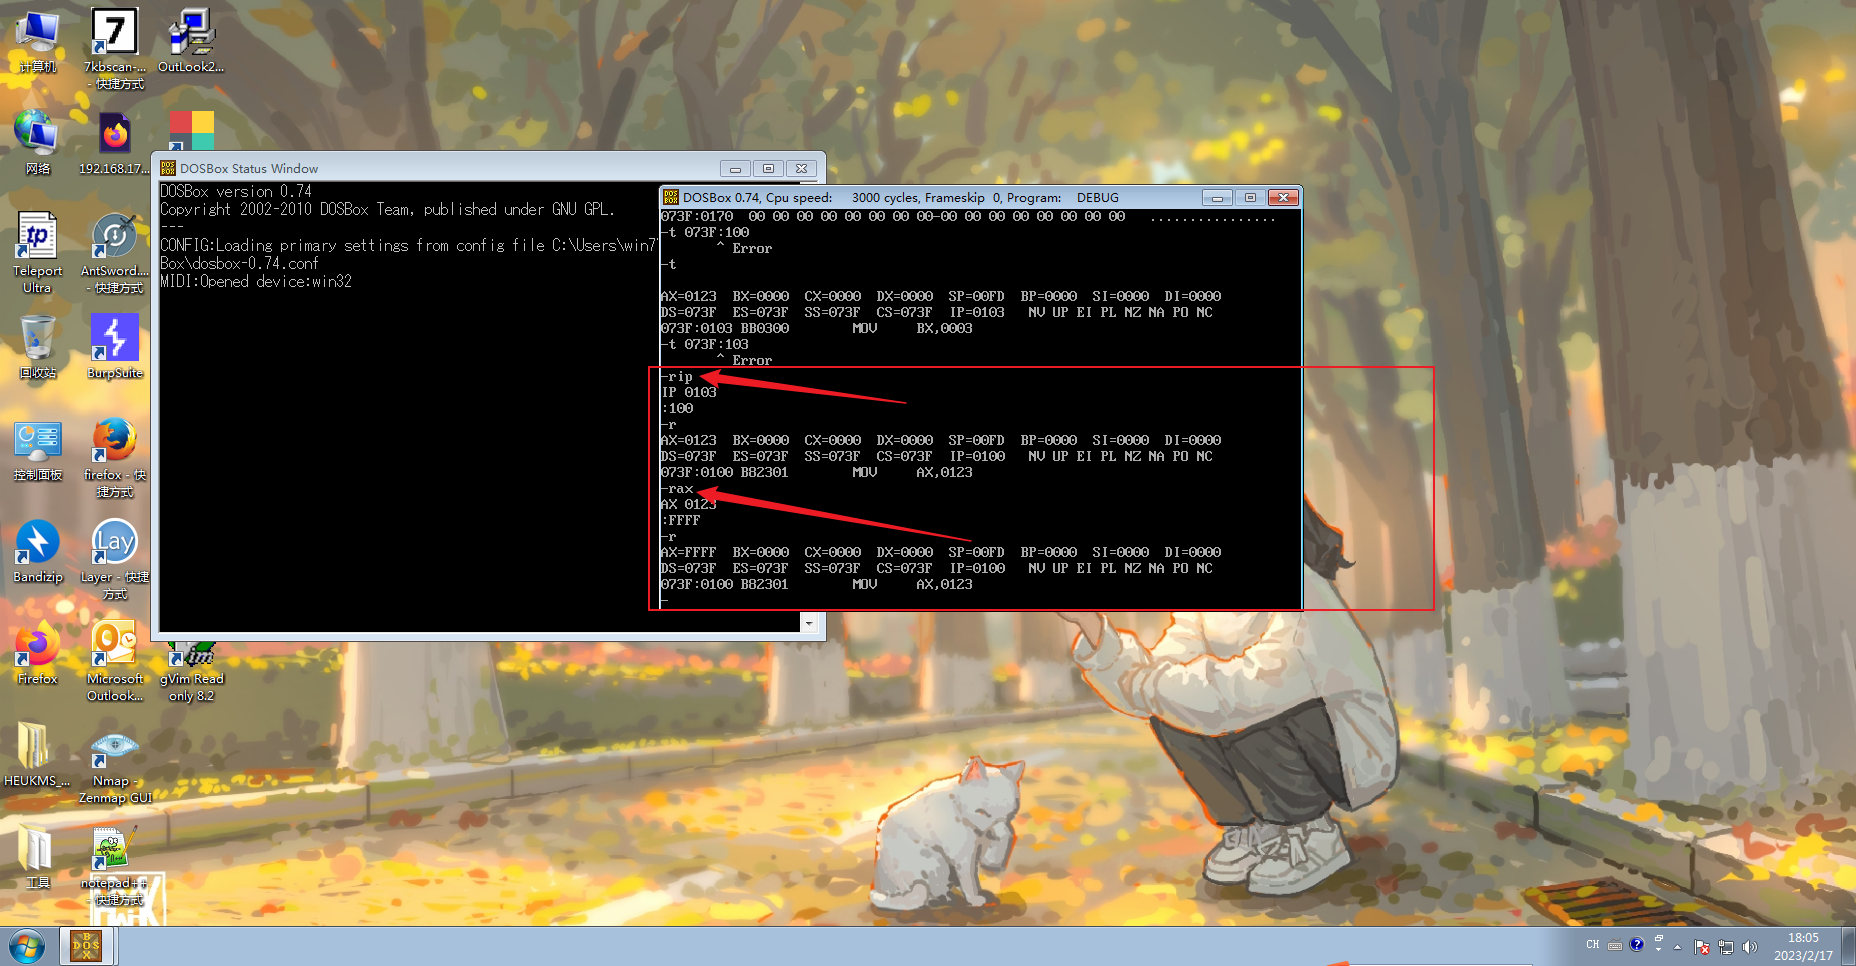 计算机
7kbscan-...
- 快捷方式
OutLook2...
网络
192.168.17...
Teleport
Ultra
AntSword....
- 快捷方式
回收站
BurpSuite
控制面板
firefox - 快
捷方式
Bandizip
Layer - 快捷
方式
Firefox
Microsoft
Outlook...
gVim Read
only 8.2
HEUKMS_...
Nmap -
Zenmap GUI
工具
notepad++
- 快捷方式
DOSBox Status Window
DOSBox version 0.74
Copyright 2002-2010 DOSBox Team, published under GNU GPL.
---
CONFIG:Loading primary settings from config file C:\Users\win7
Box\dosbox-0.74.conf
MIDI:Opened device:win32
DOSBox 0.74, Cpu speed:    3000 cycles, Frameskip  0, Program:    DEBUG
073F:0170  00 00 00 00 00 00 00 00-00 00 00 00 00 00 00 00   ................
-t 073F:100
^ Error
-t
AX=0123  BX=0000  CX=0000  DX=0000  SP=00FD  BP=0000  SI=0000  DI=0000
DS=073F  ES=073F  SS=073F  CS=073F  IP=0103   NV UP EI PL NZ NA PO NC
073F:0103 BB0300        MOV     BX,0003
-t 073F:103
^ Error
-rip
IP 0103
:100
-r
AX=0123  BX=0000  CX=0000  DX=0000  SP=00FD  BP=0000  SI=0000  DI=0000
DS=073F  ES=073F  SS=073F  CS=073F  IP=0100   NV UP EI PL NZ NA PO NC
073F:0100 B82301        MOV     AX,0123
-rax
AX 0123
:FFFF
-r
AX=FFFF  BX=0000  CX=0000  DX=0000  SP=00FD  BP=0000  SI=0000  DI=0000
DS=073F  ES=073F  SS=073F  CS=073F  IP=0100   NV UP EI PL NZ NA PO NC
073F:0100 B82301        MOV     AX,0123
-
CH
18:05
2023/2/17